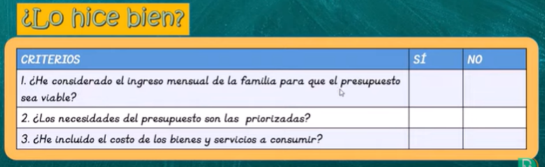 ¿Lo hice bien?
CRITERIOS SÍ NO
1. ¿He considerado el ingreso mensual de la familia para que el presupuesto
sea viable?
2. ¿Los necesidades del presupuesto son las priorizadas?
3. ¿He incluido el costo de los bienes y servicios a consumir?